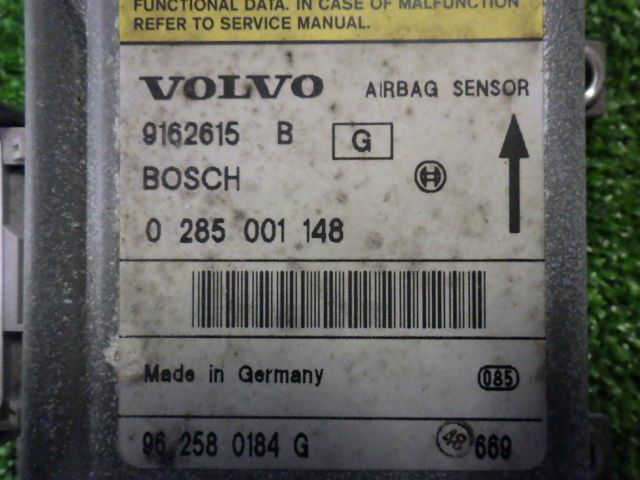 FUNCTIONAL DATA. IN CASE OF MALFUNCTION
REFER TO SERVICE MANUAL.
VOLVO AIRBAG SENSOR
9162615 B G
BOSCH
0 285 001 148
Made in Germany 085
96 258 0184 G 48 669